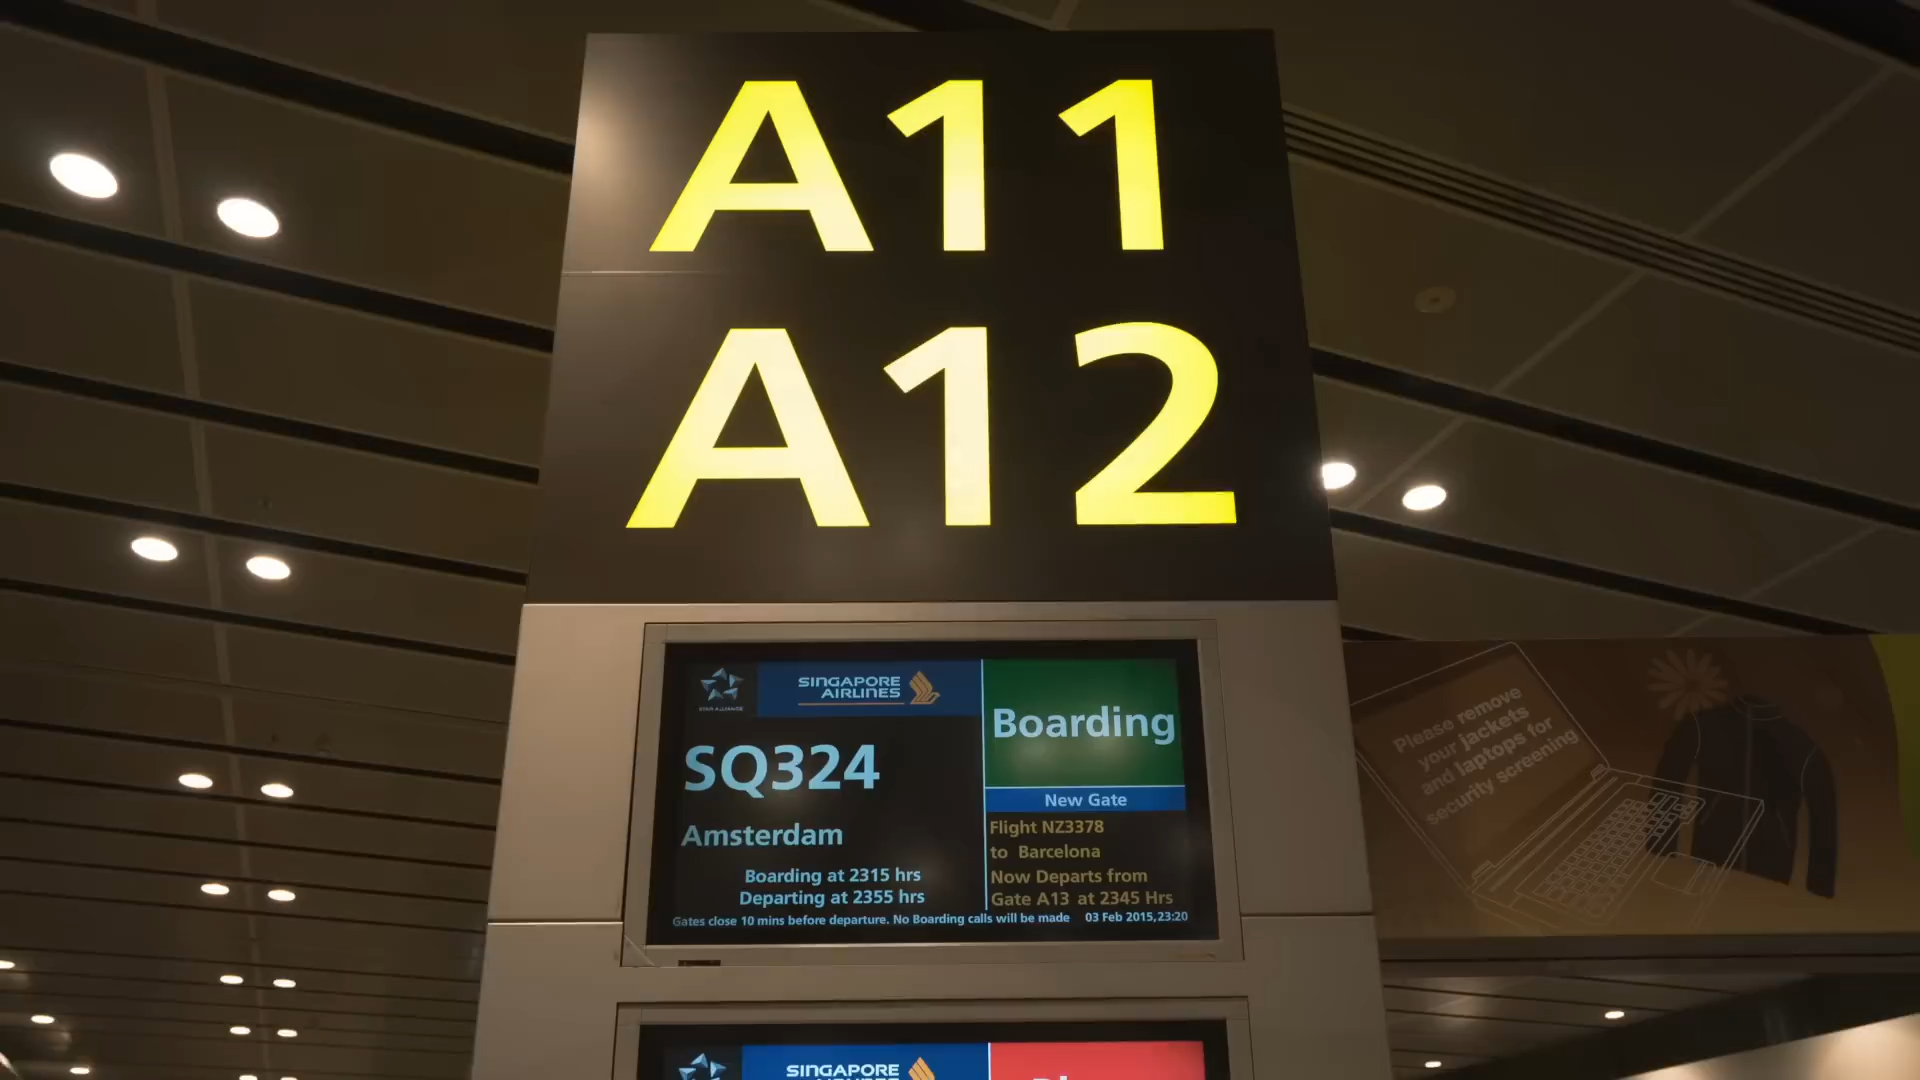 A11
A12
STAR ALLIANCE
SINGAPORE
AIRLINES
Boarding
SQ324
Amsterdam
Boarding at 2315 hrs
Departing at 2355 hrs
New Gate
Flight NZ3378
to Barcelona
Now Departs from
Gate A13 at 2345 Hrs
Gates close 10 mins before departure. No Boarding calls will be made 03 Feb 2015,23:20
Please remove
your jackets
and laptops for
security screening
SINGAPORE